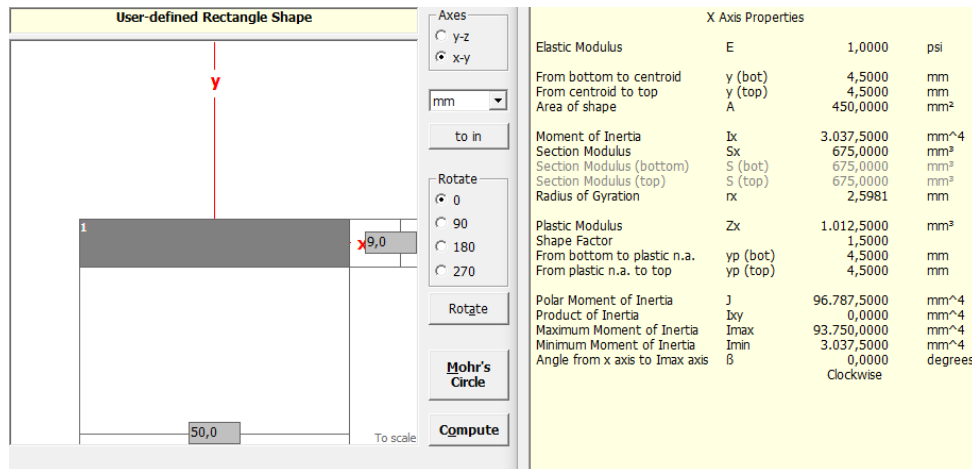 User-defined Rectangle Shape
y
1
x
9,0
50,0
To scale
Axes
y-z
x-y
mm
to in
Rotate
0
90
180
270
Rotate
Mohr's
Circle
Compute
X Axis Properties
Elastic Modulus E 1,0000 psi
From bottom to centroid y (bot) 4,5000 mm
From centroid to top y (top) 4,5000 mm
Area of shape A 450,0000 mm²
Moment of Inertia Ix 3.037,5000 mm^4
Section Modulus Sx 675,0000 mm³
Section Modulus (bottom) S (bot) 675,0000 mm³
Section Modulus (top) S (top) 675,0000 mm³
Radius of Gyration rx 2,5981 mm
Plastic Modulus Zx 1.012,5000 mm³
Shape Factor 1,5000
From bottom to plastic n.a. yp (bot) 4,5000 mm
From plastic n.a. to top yp (top) 4,5000 mm
Polar Moment of Inertia J 96.787,5000 mm^4
Product of Inertia Ixy 0,0000 mm^4
Maximum Moment of Inertia Imax 93.750,0000 mm^4
Minimum Moment of Inertia Imin 3.037,5000 mm^4
Angle from x axis to Imax axis ß 0,0000 degrees
Clockwise